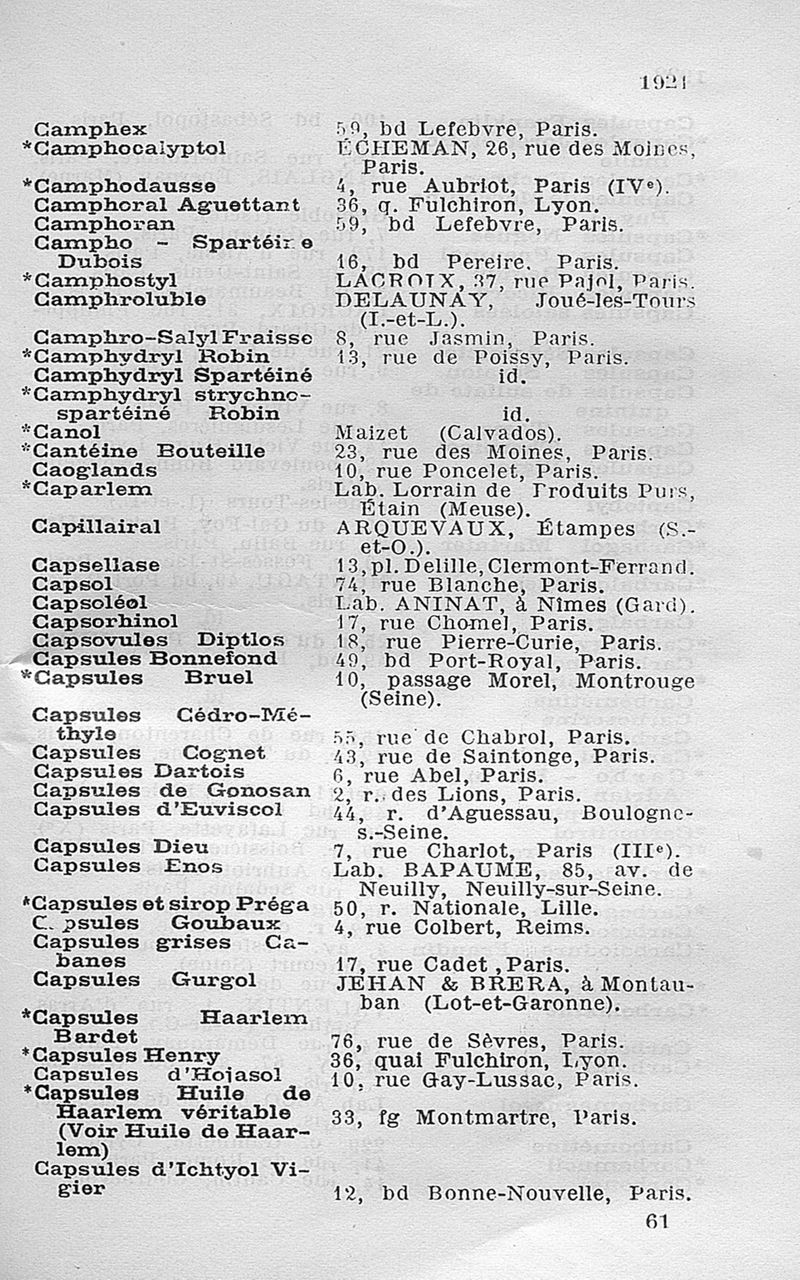 1921
Camphex 59, bd Lefebvre, Paris.
*Camphocalyptol ÉCHEMAN, 26, rue des Moines,
Paris.
*Camphodausse 4, rue Aubriot, Paris (IVe).
Camphoral Aguettant 36, q. Fulchiron, Lyon.
Camphoran 59, bd Lefebvre, Paris.
Campho - Spartéine
Dubois 16, bd Pereire. Paris.
*Camphostyl LACROIX, 37, rue Pajol, Paris.
Camphroluble DELAUNAY, Joué-les-Tours
(I.-et-L.).
Camphro-Salyl Fraisse 8, rue Jasmin, Paris.
*Camphydryl Robin 13, rue de Poissy, Paris.
Camphydryl Spartéiné id.
*Camphydryl strychno-
spartéiné Robin id.
*Canol Maizet (Calvados).
*Cantéine Bouteille 23, rue des Moines, Paris.
Caoglands 10, rue Poncelet, Paris.
*Caparlem Lab. Lorrain de Produits Purs,
Étain (Meuse).
Capillairal ARQUEVAUX, Étampes (S.-
et-O.).
Capsellase 13, pl. Delille, Clermont-Ferrand.
Capsol 74, rue Blanche, Paris.
Capsoléol Lab. ANINAT, à Nîmes (Gard).
Capsorhinol 17, rue Chomel, Paris.
Capsovules Diptlos 18, rue Pierre-Curie, Paris.
Capsules Bonnefond 49, bd Port-Royal, Paris.
*Capsules Bruel 10, passage Morel, Montrouge
(Seine).
Capsules Cédro-Mé-
thyle 55, rue de Chabrol, Paris.
Capsules Cognet 43, rue de Saintonge, Paris.
Capsules Dartois 6, rue Abel, Paris.
Capsules de Gonosan 2, r. des Lions, Paris.
Capsules d'Euviscol 44, r. d'Aguessau, Boulogne-
s.-Seine.
Capsules Dieu 7, rue Charlot, Paris (IIIe).
Capsules Enos Lab. BAPAUME, 85, av. de
Neuilly, Neuilly-sur-Seine.
*Capsules et sirop Préga 50, r. Nationale, Lille.
Capsules Goubaux 4, rue Colbert, Reims.
Capsules grises Ca-
banes 17, rue Cadet ,Paris.
Capsules Gurgol JEHAN & BRERA, à Montau-
ban (Lot-et-Garonne).
*Capsules Haarlem
Bardet 76, rue de Sèvres, Paris.
*Capsules Henry 36, quai Fulchiron, Lyon.
Capsules d'Hojasol 10, rue Gay-Lussac, Paris.
*Capsules Huile de
Haarlem véritable 33, fg Montmartre, Paris.
(Voir Huile de Haar-
lem)
Capsules d'Ichtyol Vi-
gier 12, bd Bonne-Nouvelle, Paris.
61